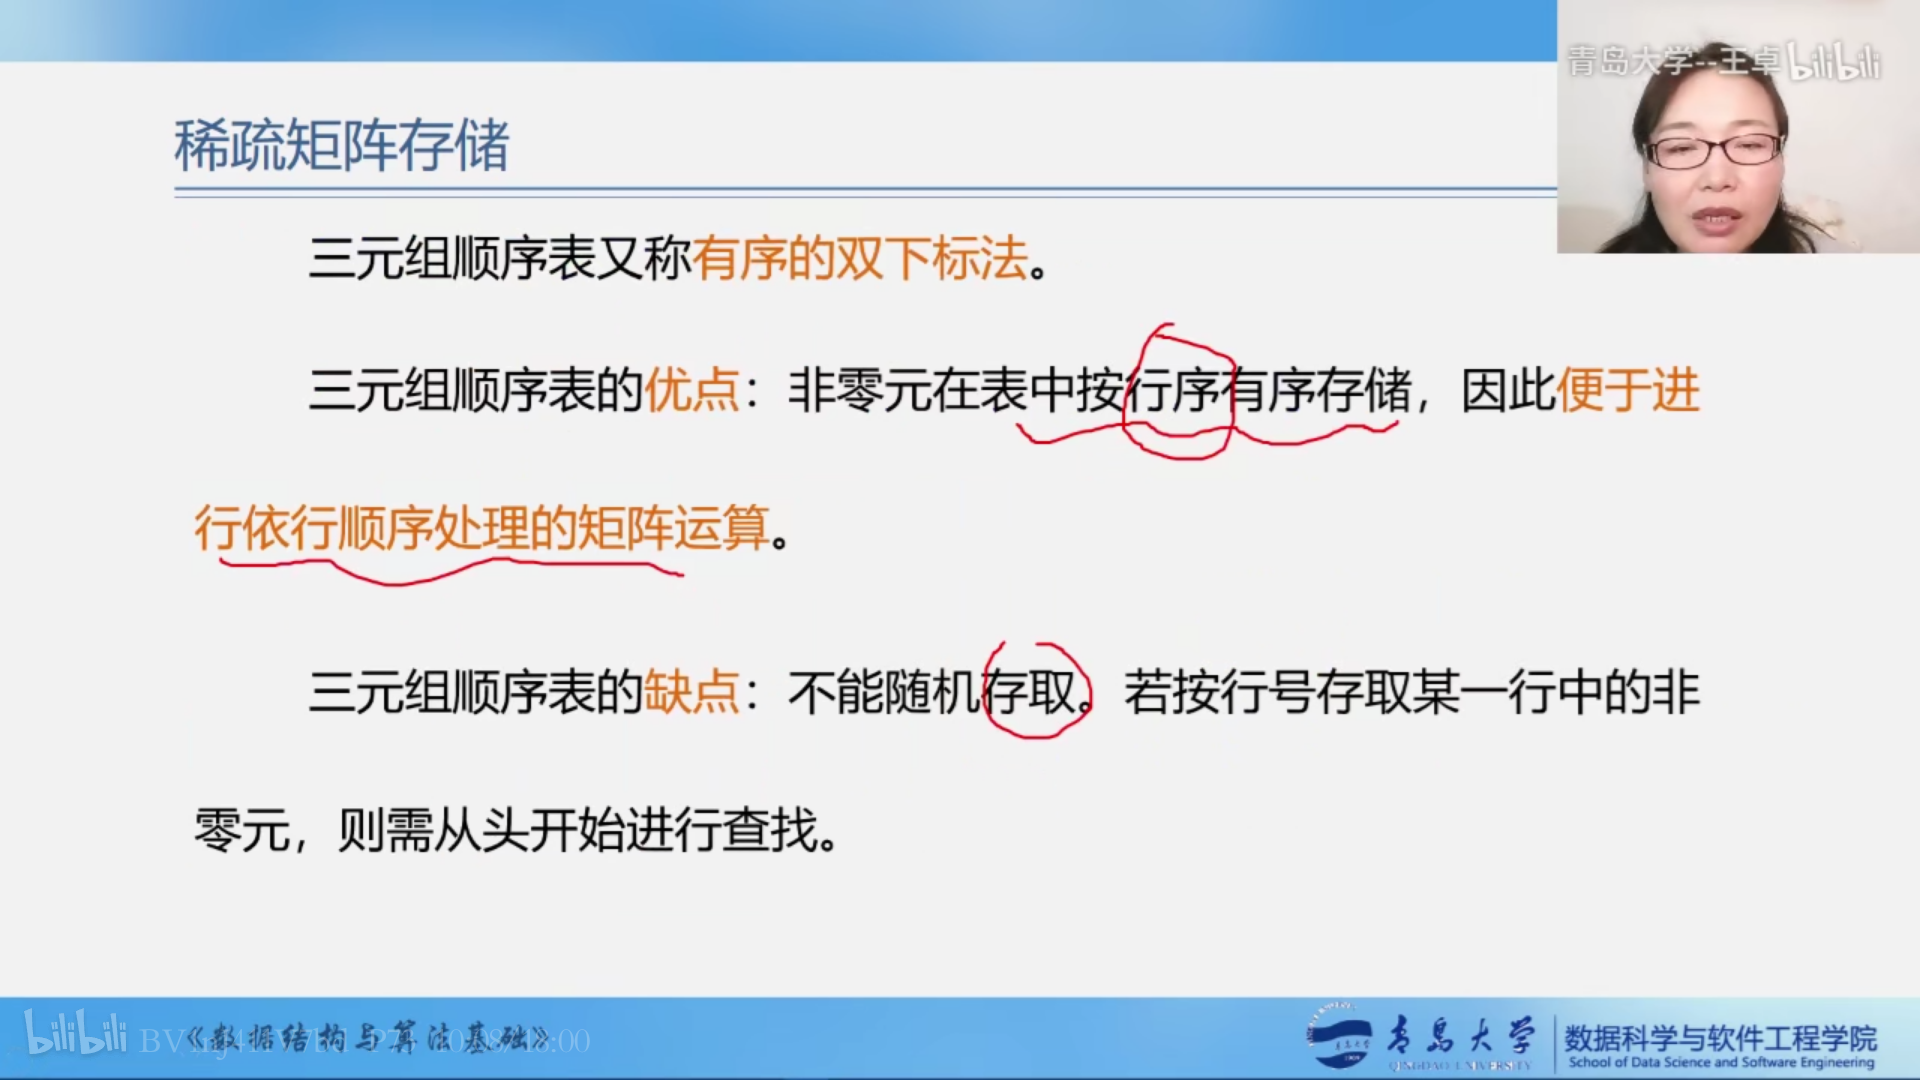 青岛大学--王卓 bilibili
稀疏矩阵存储
三元组顺序表又称有序的双下标法。
三元组顺序表的优点：非零元在表中按行序有序存储，因此便于进
行依行顺序处理的矩阵运算。
三元组顺序表的缺点：不能随机存取。若按行号存取某一行中的非
零元，则需从头开始进行查找。
bilibili
《数据结构与算法基础》
青岛大学
QINGDAO UNIVERSITY
数据科学与软件工程学院
School of Data Science and Software Engineering